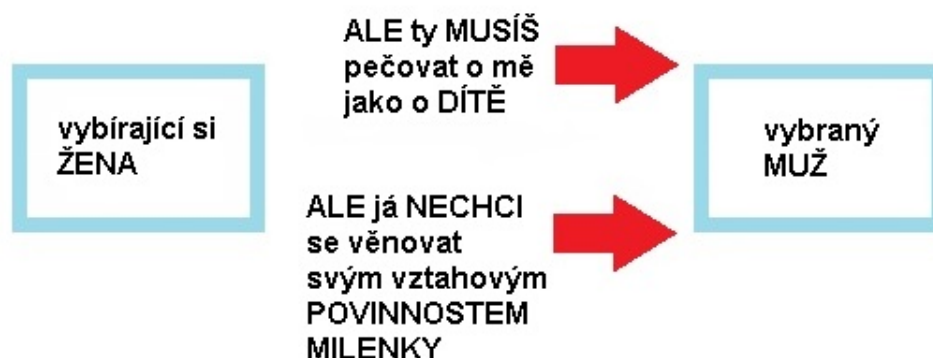 ALE ty MUSÍŠ
pečovat o mě
jako o DÍTĚ
vybírající si
ŽENA
vybraný
MUŽ
ALE já NECHCI
se věnovat
svým vztahovým
POVINNOSTEM
MILENKY